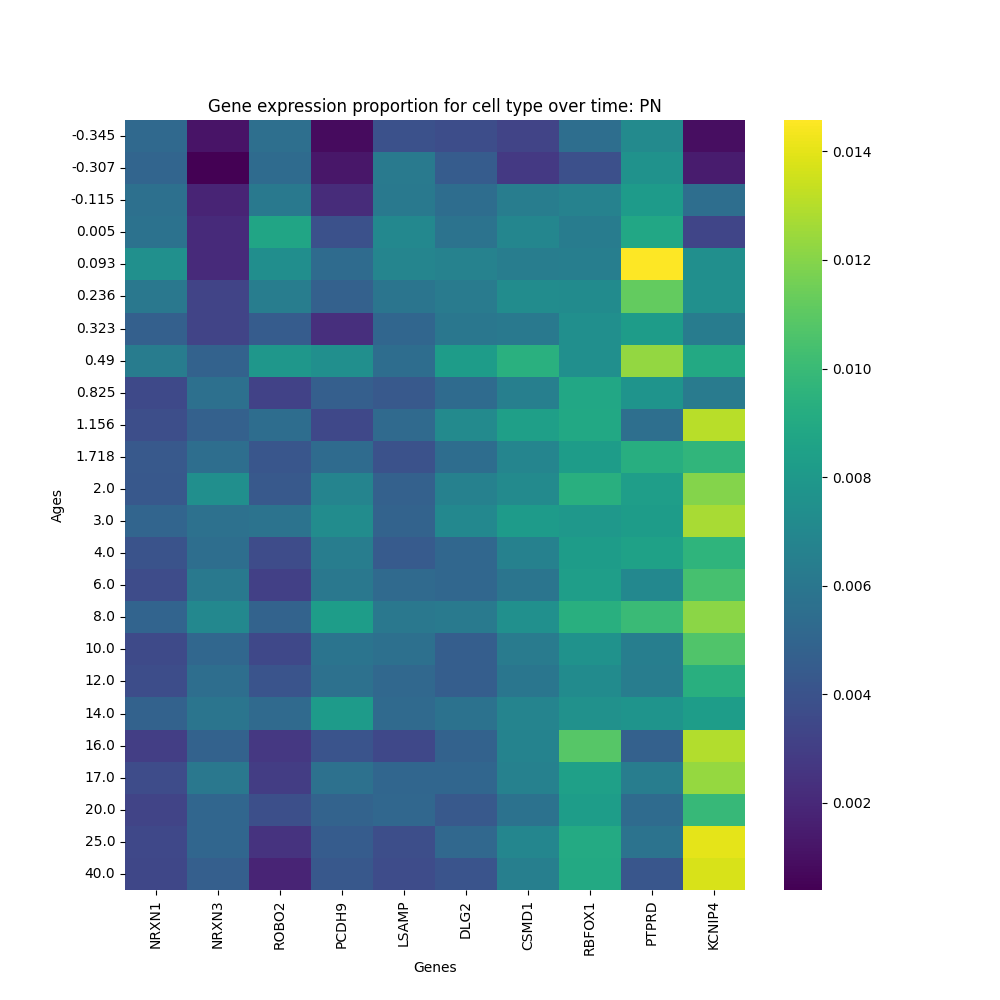 Gene expression proportion for cell type over time: PN
-0.345
-0.307
-0.115
0.005
0.093
0.236
0.323
0.49
0.825
1.156
1.718
2.0
3.0
4.0
6.0
8.0
10.0
12.0
14.0
16.0
17.0
20.0
25.0
40.0
Ages
NRXN1
NRXN3
ROBO2
PCDH9
LSAMP
DLG2
CSMD1
RBFOX1
PTPRD
KCNIP4
Genes
0.014
0.012
0.010
0.008
0.006
0.004
0.002